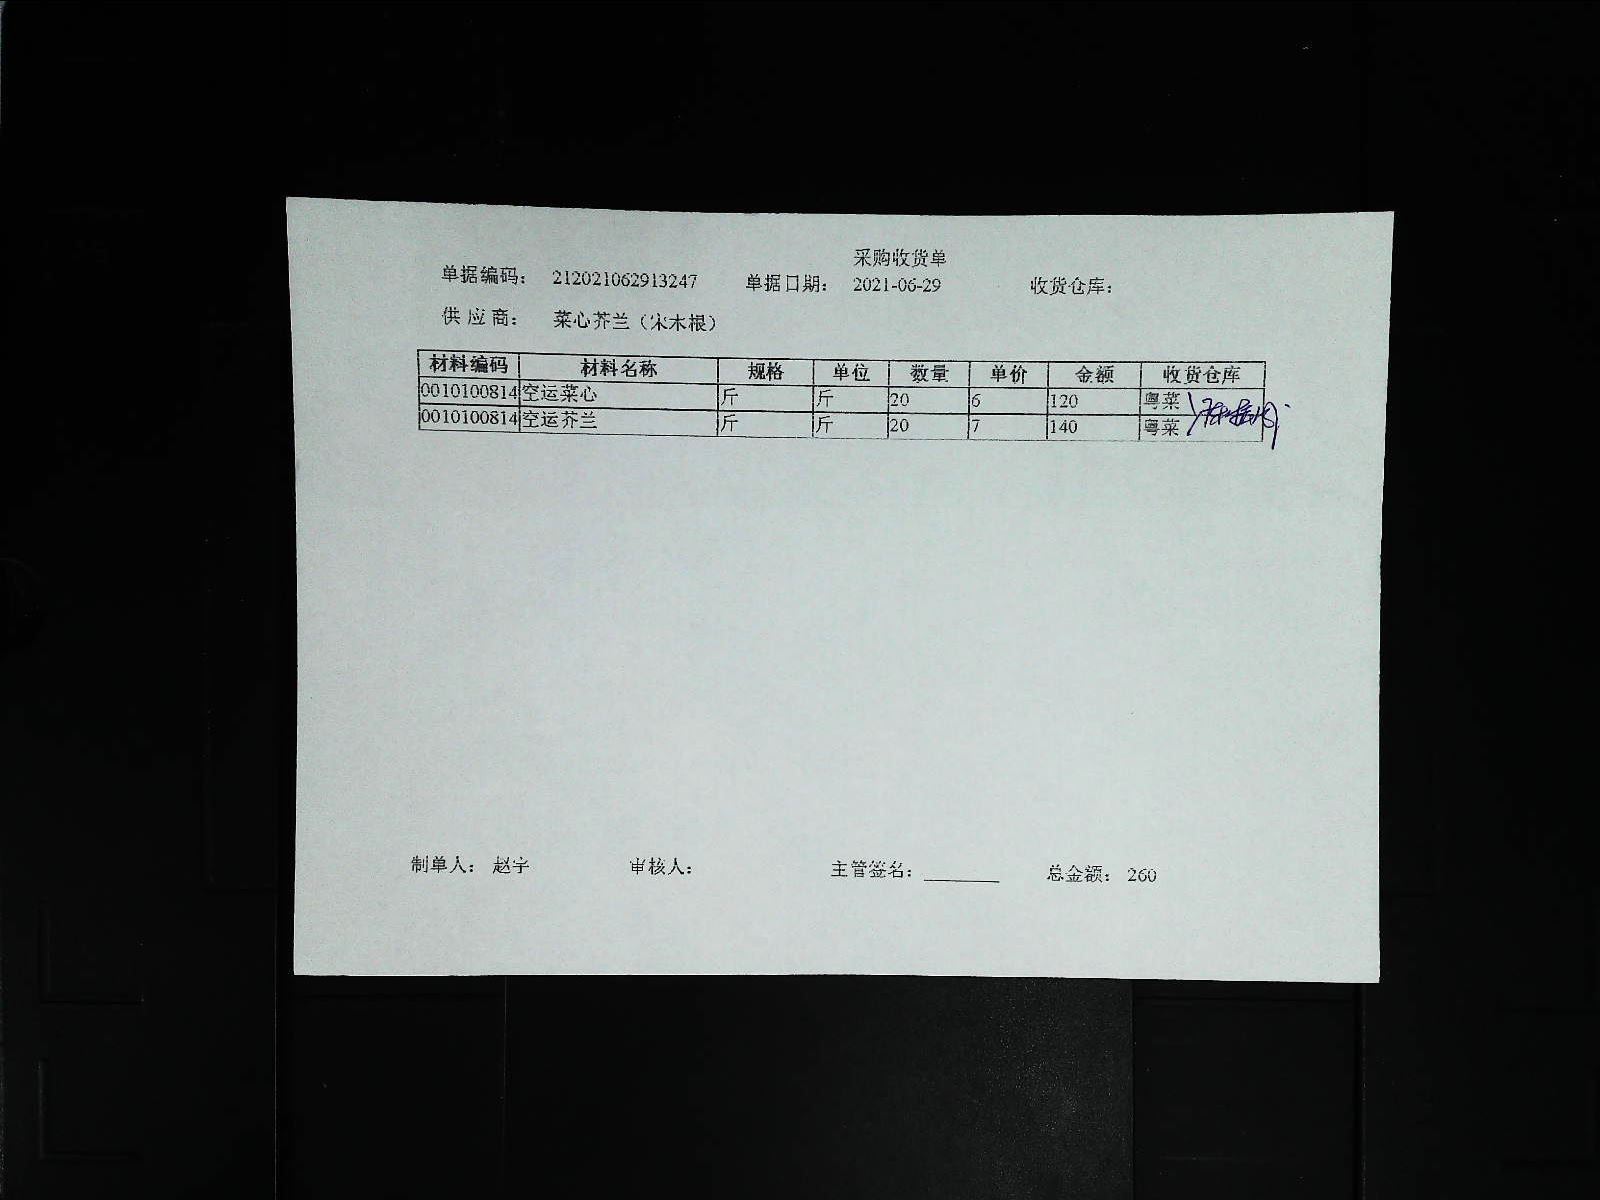 采购收货单
单据编码: 212021062913247 单据日期: 2021-06-29 收货仓库:
供应商: 菜心芥兰（宋木根）
材料编码 材料名称 规格 单位 数量 单价 金额 收货仓库
0010100814 空运菜心 斤 斤 20 6 120 粤菜
0010100814 空运芥兰 斤 斤 20 7 140 粤菜
制单人: 赵宇 审核人: 主管签名: 总金额: 260